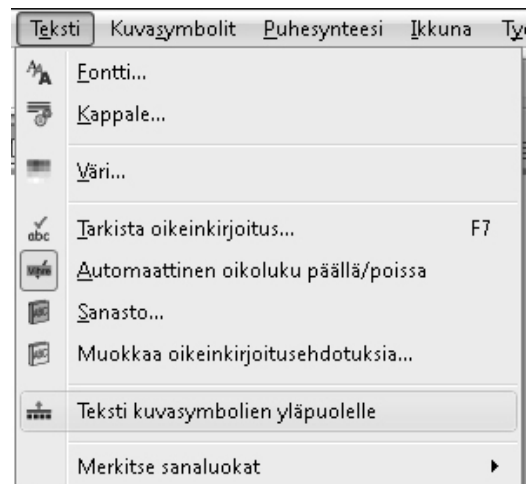 Teksti Kuvasymbolit Puhesynteesi Ikkuna Ty
Fontti...
Kappale...
Väri...
Tarkista oikeinkirjoitus... F7
Automaattinen oikoluku päällä/poissa
Sanasto...
Muokkaa oikeinkirjoitusehdotuksia...
Teksti kuvasymbolien yläpuolelle
Merkitse sanaluokat